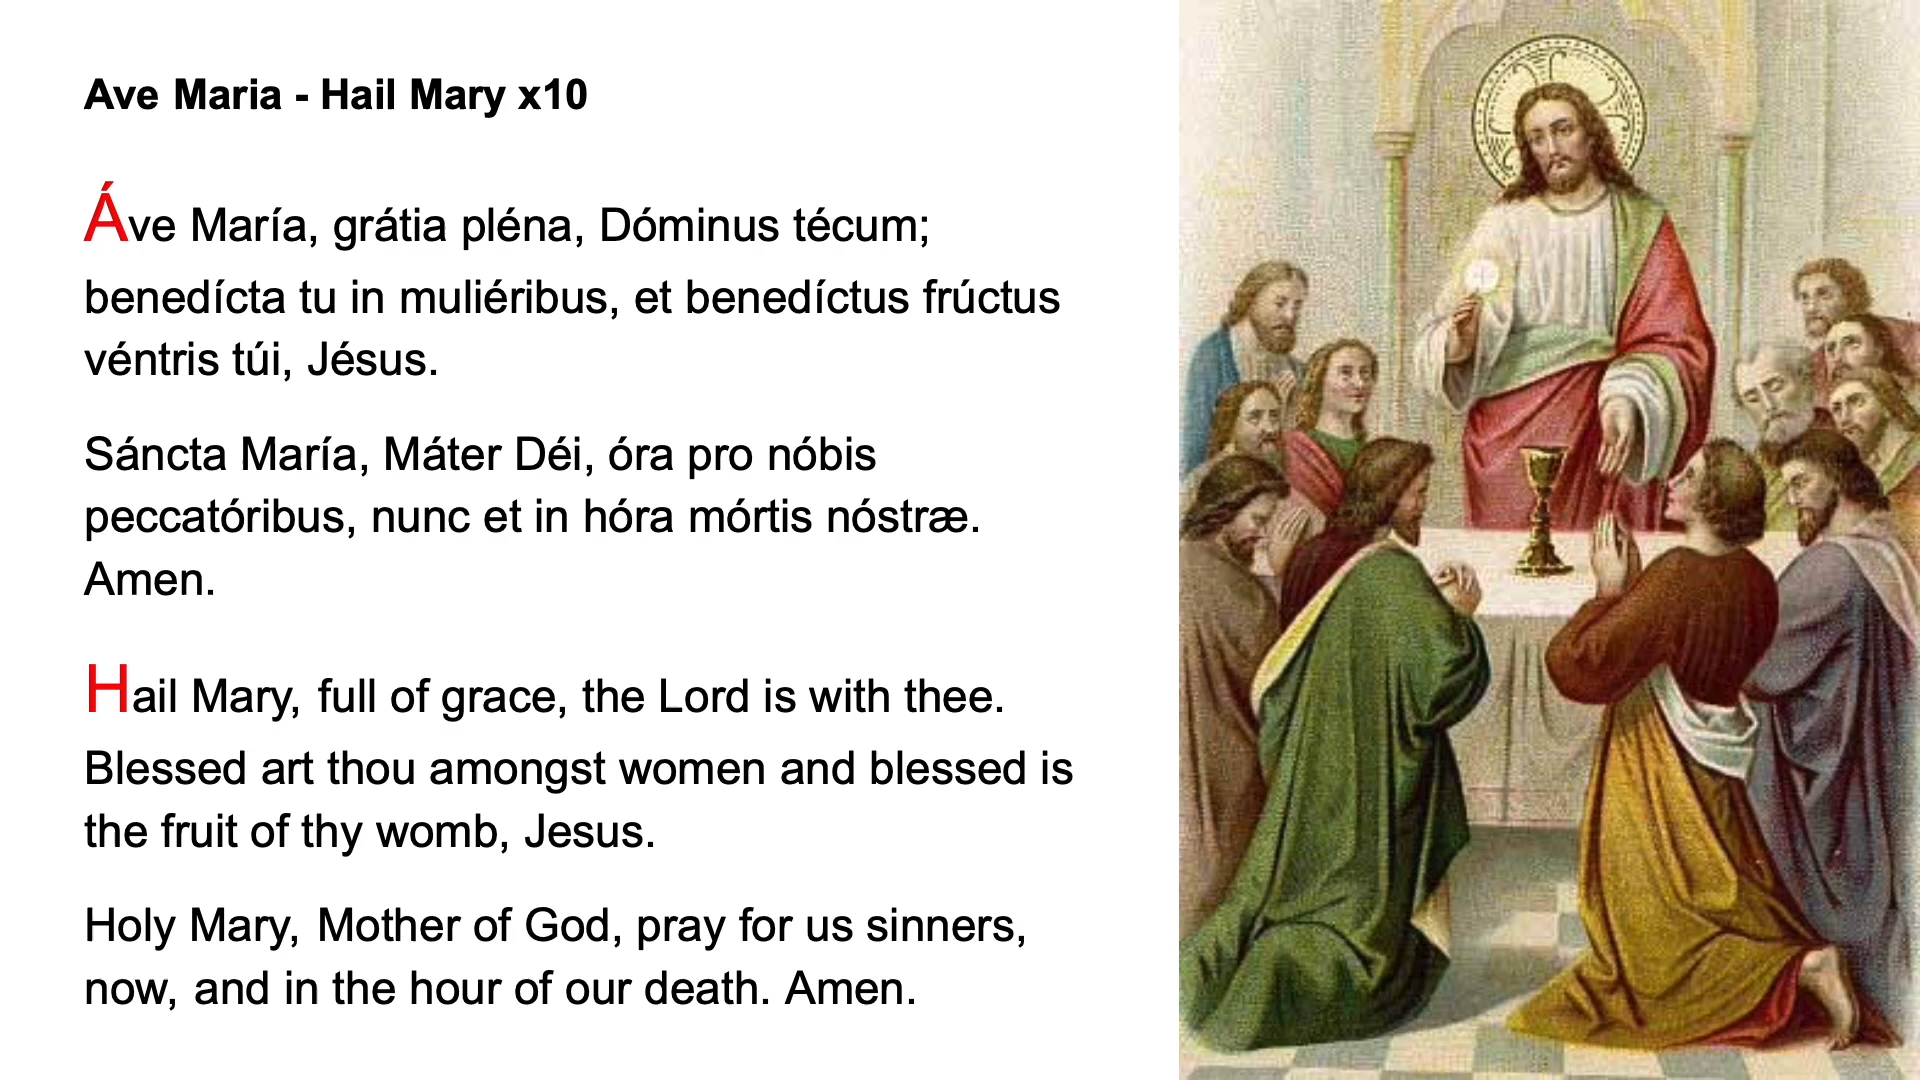 Ave Maria - Hail Mary x10
Áve María, grátia pléna, Dóminus técum;
benedícta tu in muliéribus, et benedíctus frúctus
véntris túi, Jésus.
Sáncta María, Máter Déi, óra pro nóbis
peccatóribus, nunc et in hóra mórtis nóstræ.
Amen.
Hail Mary, full of grace, the Lord is with thee.
Blessed art thou amongst women and blessed is
the fruit of thy womb, Jesus.
Holy Mary, Mother of God, pray for us sinners,
now, and in the hour of our death. Amen.